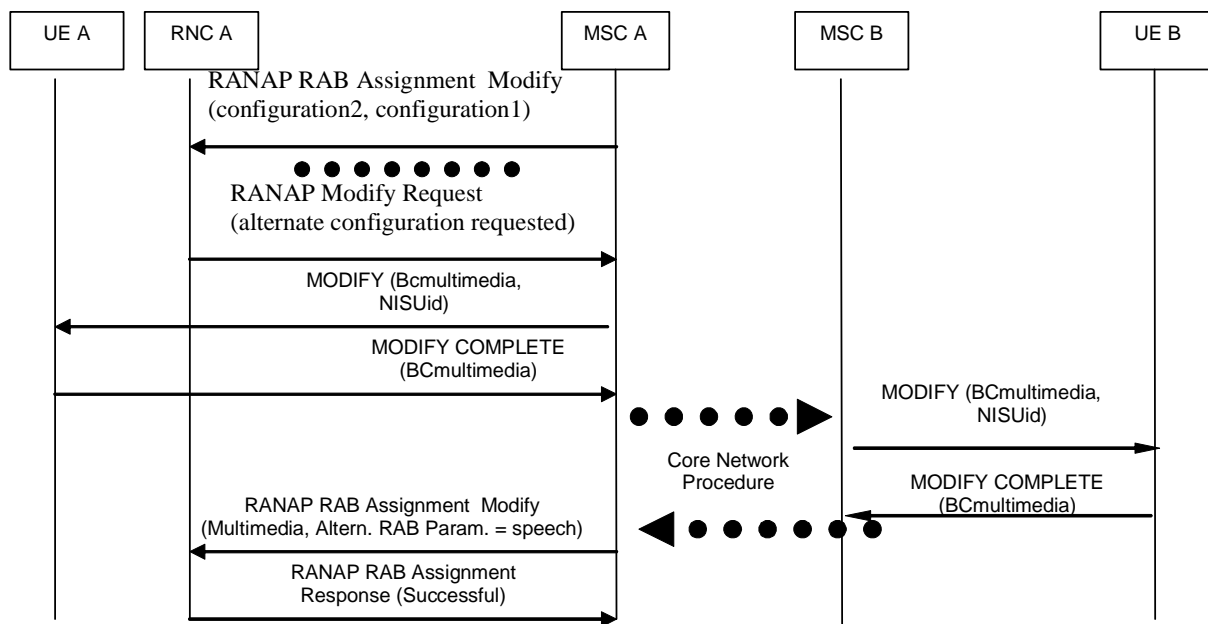 UE A
RNC A
MSC A
MSC B
UE B
RANAP RAB Assignment Modify
(configuration2, configuration1)
RANAP Modify Request
(alternate configuration requested)
MODIFY (Bcmultimedia,
NISUid)
MODIFY COMPLETE
(BCmultimedia)
MODIFY (BCmultimedia,
NISUid)
Core Network
Procedure
MODIFY COMPLETE
(BCmultimedia)
RANAP RAB Assignment Modify
(Multimedia, Altern. RAB Param. = speech)
RANAP RAB Assignment
Response (Successful)